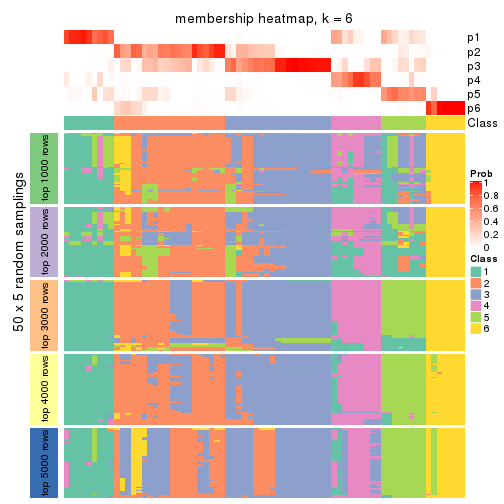 membership heatmap, k = 6
p1
p2
p3
p4
p5
p6
Class
50 x 5 random samplings
top 1000 rows
top 2000 rows
top 3000 rows
top 4000 rows
top 5000 rows
Prob
1
0.8
0.6
0.4
0.2
0
Class
1
2
3
4
5
6